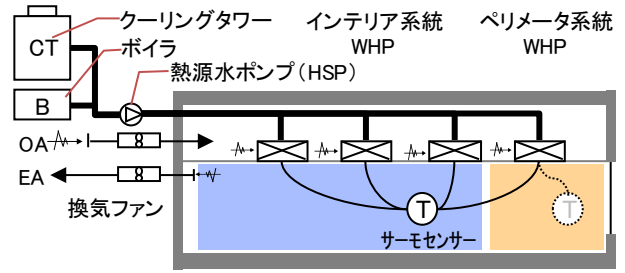 クーリングタワー
インテリア系統
WHP
ペリメータ系統
WHP
CT
ボイラ
熱源水ポンプ(HSP)
B
OA
EA
換気ファン
T
サーモセンサー
T